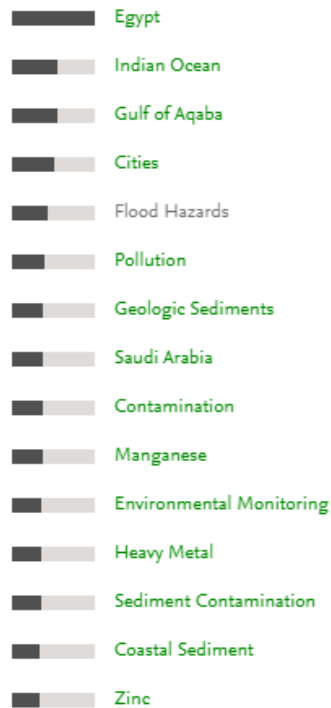 Egypt
Indian Ocean
Gulf of Aqaba
Cities
Flood Hazards
Pollution
Geologic Sediments
Saudi Arabia
Contamination
Manganese
Environmental Monitoring
Heavy Metal
Sediment Contamination
Coastal Sediment
Zinc